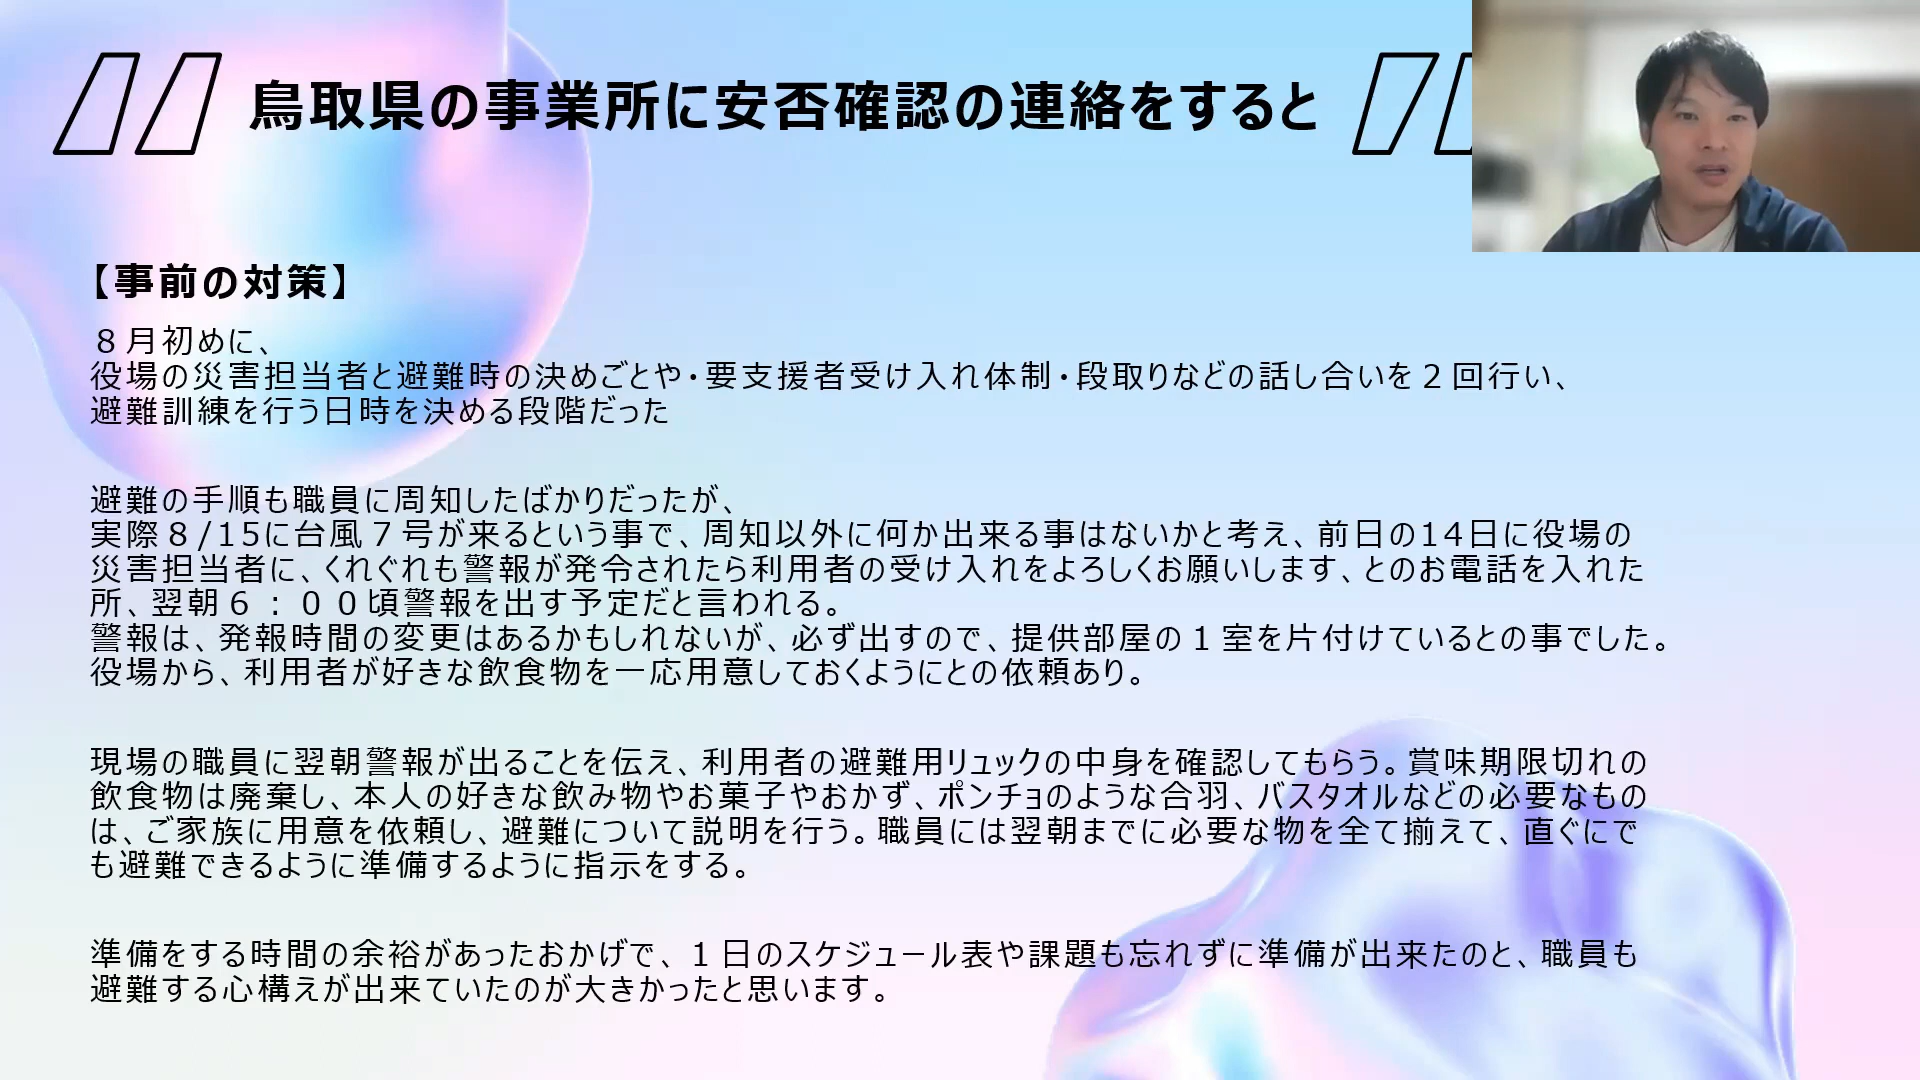 鳥取県の事業所に安否確認の連絡をすると
【事前の対策】
８月初めに、
役場の災害担当者と避難時の決めごとや・要支援者受け入れ体制・段取りなどの話し合いを２回行い、
避難訓練を行う日時を決める段階だった
避難の手順も職員に周知したばかりだったが、
実際８/15に台風７号が来るという事で、周知以外に何か出来る事はないかと考え、前日の14日に役場の
災害担当者に、くれぐれも警報が発令されたら利用者の受け入れをよろしくお願いします、とのお電話を入れた
所、翌朝６：００頃警報を出す予定だと言われる。
警報は、発報時間の変更はあるかもしれないが、必ず出すので、提供部屋の１室を片付けているとの事でした。
役場から、利用者が好きな飲食物を一応用意しておくようにとの依頼あり。
現場の職員に翌朝警報が出ることを伝え、利用者の避難用リュックの中身を確認してもらう。賞味期限切れの
飲食物は廃棄し、本人の好きな飲み物やお菓子やおかず、ポンチョのような合羽、バスタオルなどの必要なもの
は、ご家族に用意を依頼し、避難について説明を行う。職員には翌朝までに必要な物を全て揃えて、直ぐにで
も避難できるように準備するように指示をする。
準備をする時間の余裕があったおかげで、１日のスケジュール表や課題も忘れずに準備が出来たのと、職員も
避難する心構えが出来ていたのが大きかったと思います。